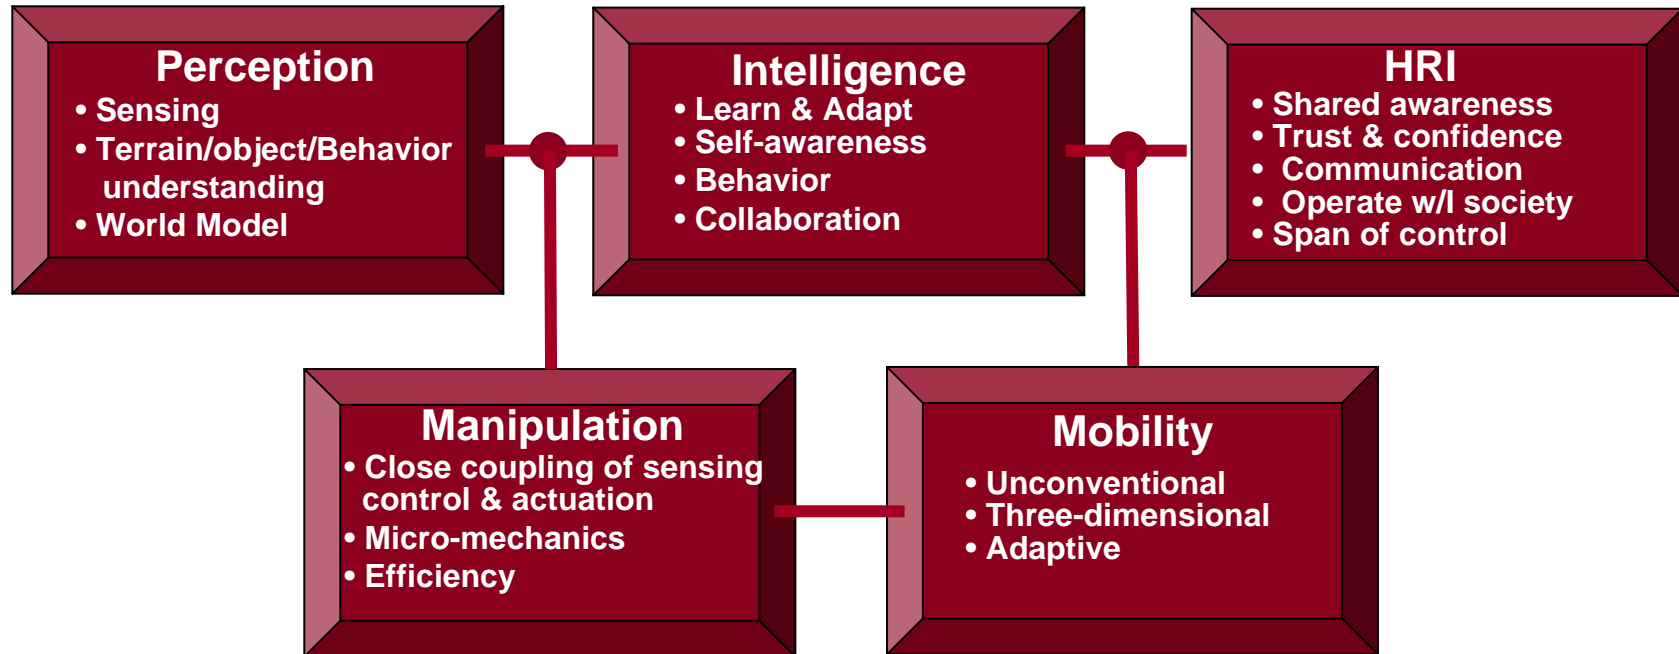 Perception
• Sensing
• Terrain/object/Behavior
understanding
• World Model
Intelligence
• Learn & Adapt
• Self-awareness
• Behavior
• Collaboration
HRI
• Shared awareness
• Trust & confidence
• Communication
• Operate w/I society
• Span of control
Manipulation
• Close coupling of sensing
control & actuation
• Micro-mechanics
• Efficiency
Mobility
• Unconventional
• Three-dimensional
• Adaptive